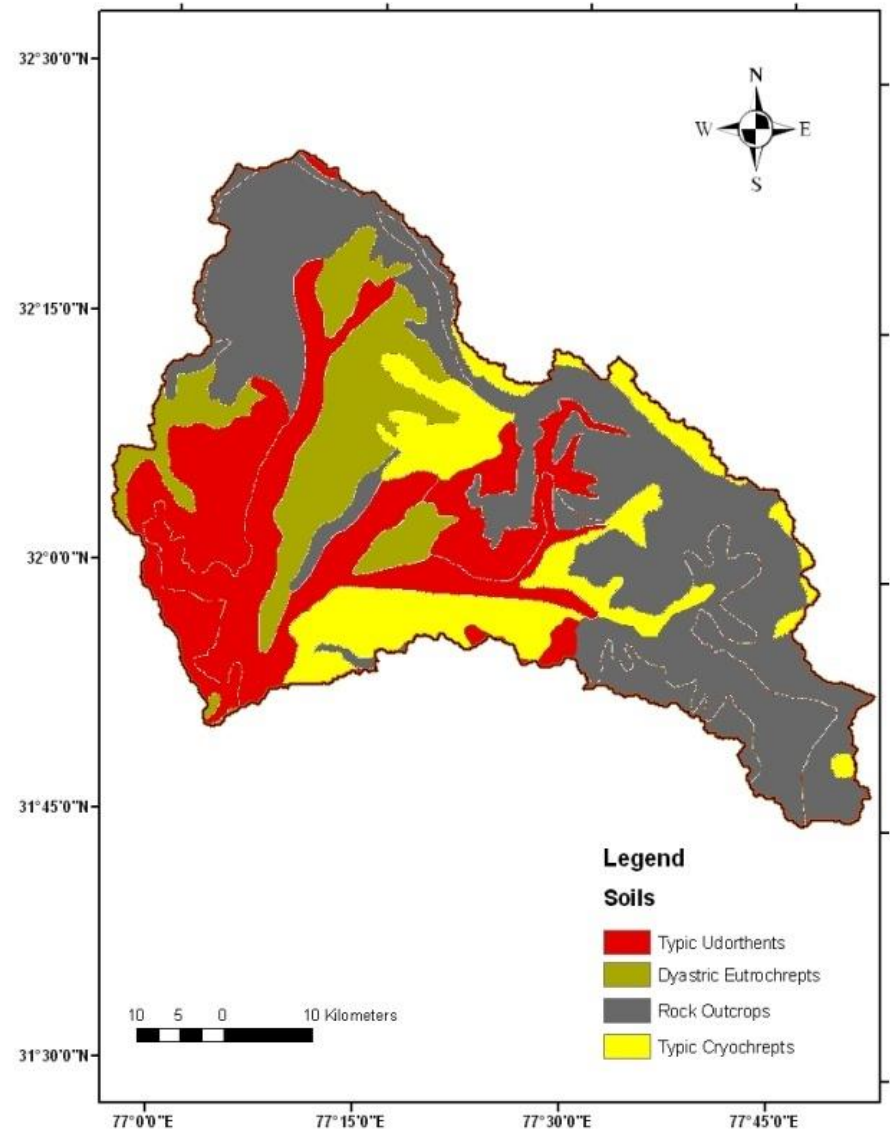 32°30'0"N
N
W E
S
32°15'0"N
32°0'0"N
31°45'0"N
Legend
Soils
Typic Udorthents
Dyastric Eutrochrepts
Rock Outcrops
Typic Cryochrepts
10 5 0 10 Kilometers
31°30'0"N
77°0'0"E 77°15'0"E 77°30'0"E 77°45'0"E